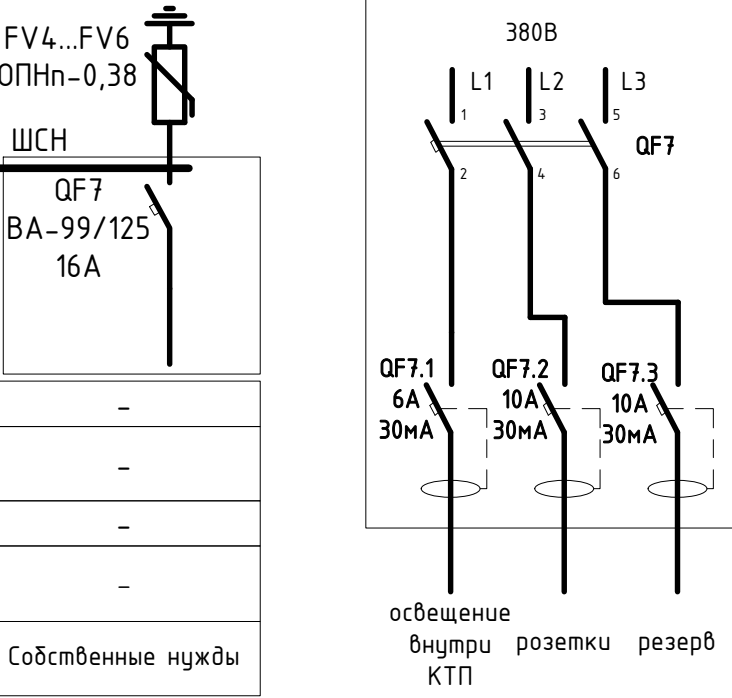 FV4...FV6
ОПНп-0,38
ШСН
QF7
ВА-99/125
16А
-
-
-
-
Собственные нужды
380В
L1
L2
L3
1
3
5
QF7
2
4
6
QF7.1
6А
30мА
QF7.2
10А
30мА
QF7.3
10А
30мА
освещение
внутри
КТП
розетки
резерв